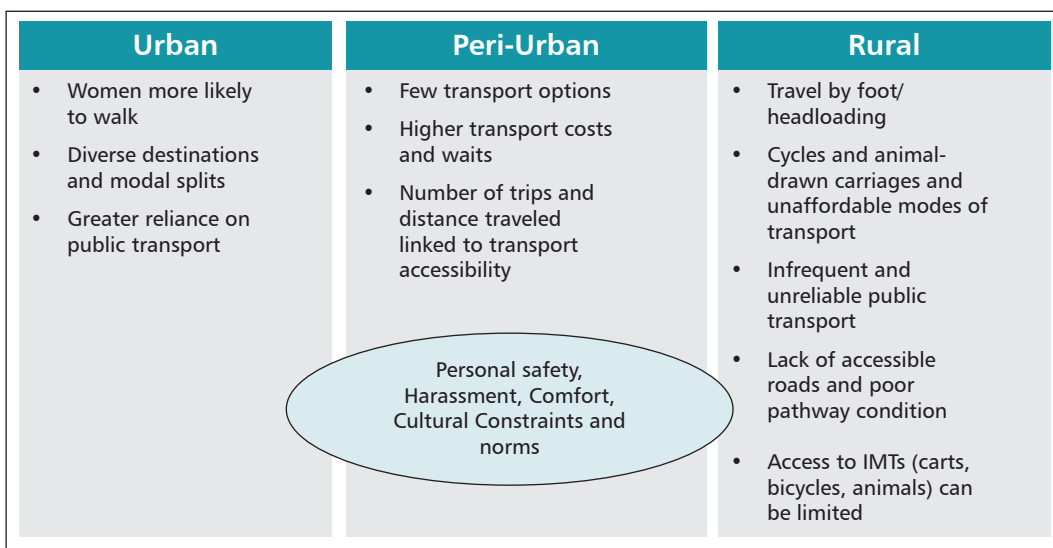 Urban
• Women more likely
to walk
• Diverse destinations
and modal splits
• Greater reliance on
public transport
Peri-Urban
• Few transport options
• Higher transport costs
and waits
• Number of trips and
distance traveled
linked to transport
accessibility
Rural
• Travel by foot/
headloading
• Cycles and animal-
drawn carriages and
unaffordable modes of
transport
• Infrequent and
unreliable public
transport
• Lack of accessible
roads and poor
pathway condition
• Access to IMTs (carts,
bicycles, animals) can
be limited
Personal safety,
Harassment, Comfort,
Cultural Constraints and
norms